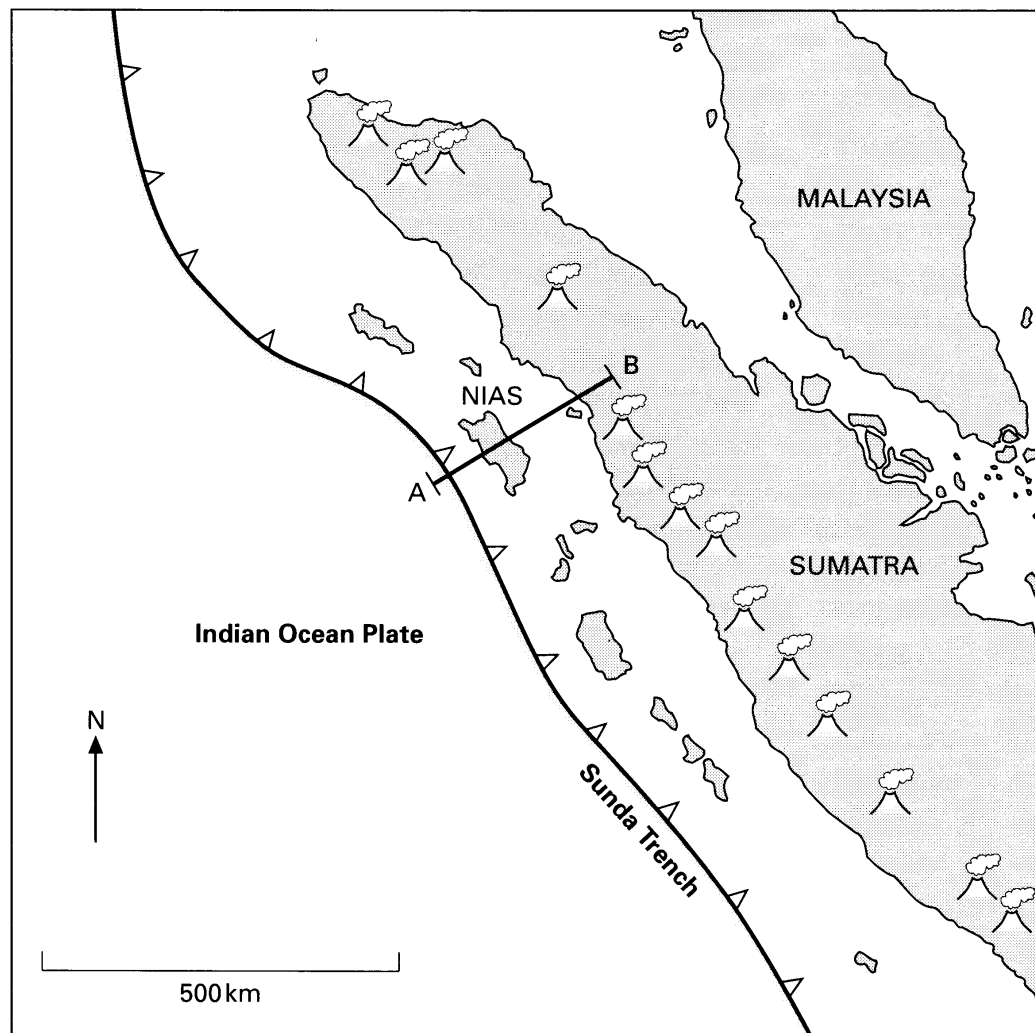 MALAYSIA
B
NIAS
A
SUMATRA
Indian Ocean Plate
N
Sunda Trench
500 km